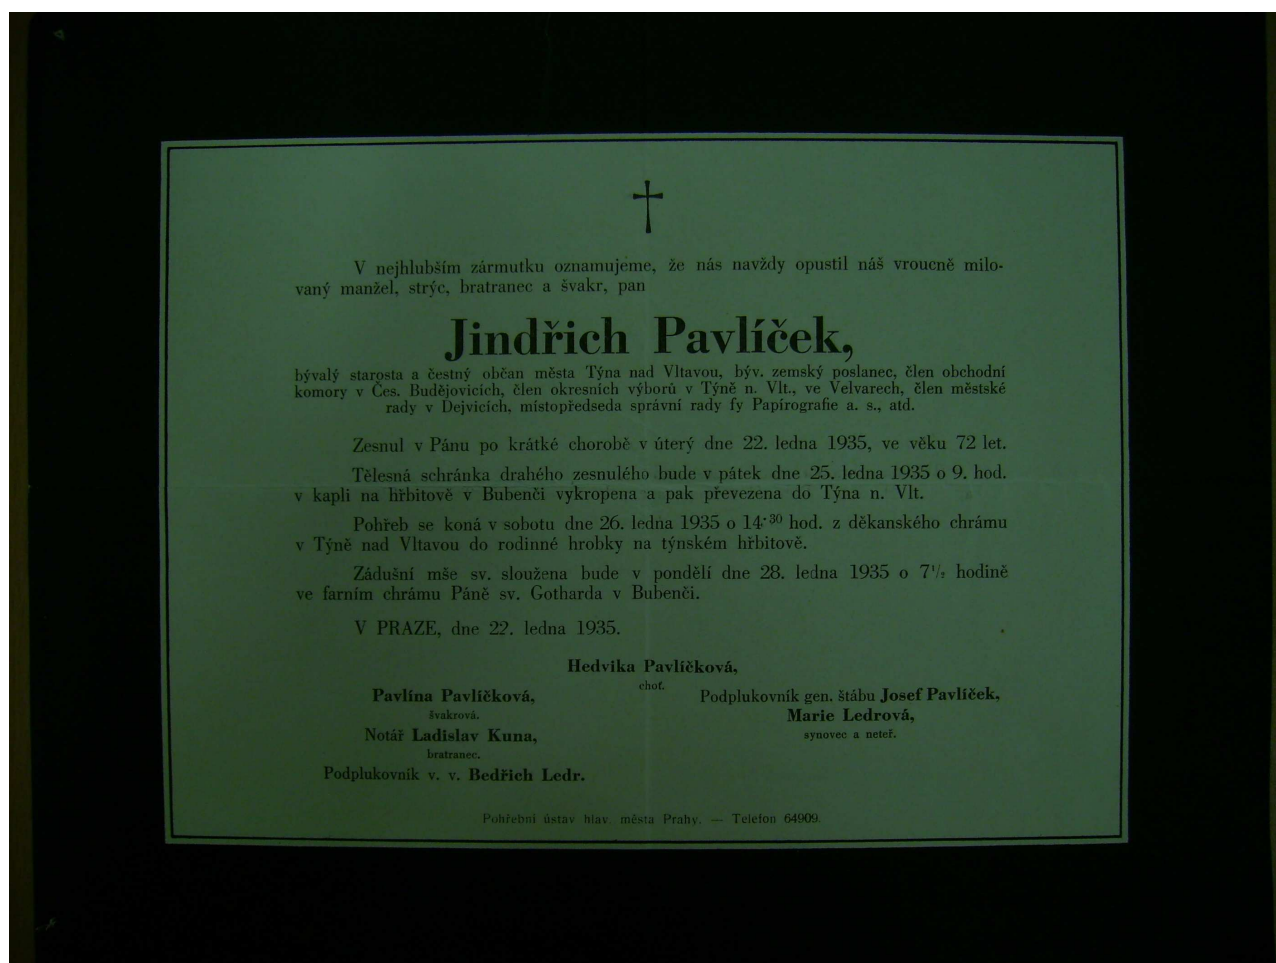 V nejhlubším zármutku oznamujeme, že nás navždy opustil náš vroucně milo-
vaný manžel, strýc, bratranec a švakr, pan
Jindřich Pavlíček,
bývalý starosta a čestný občan města Týna nad Vltavou, býv. zemský poslanec, člen obchodní
komory v Čes. Budějovicích, člen okresních výborů v Týně n. Vlt., ve Velvarech, člen městské
rady v Dejvicích, místopředseda správní rady fy Papírografie a. s., atd.
Zesnul v Pánu po krátké chorobě v úterý dne 22. ledna 1935, ve věku 72 let.
Tělesná schránka drahého zesnulého bude v pátek dne 25. ledna 1935 o 9. hod.
v kapli na hřbitově v Bubenči vykropena a pak převezena do Týna n. Vlt.
Pohřeb se koná v sobotu dne 26. ledna 1935 o 14·30 hod. z děkanského chrámu
v Týně nad Vltavou do rodinné hrobky na týnském hřbitově.
Zádušní mše sv. sloužena bude v pondělí dne 28. ledna 1935 o 7 1/2 hodině
ve farním chrámu Páně sv. Gotharda v Bubenči.
V PRAZE, dne 22. ledna 1935.
Hedvika Pavlíčková,
choť.
Pavlína Pavlíčková,
švakrová.
Notář Ladislav Kuna,
bratranec.
Podplukovník v. v. Bedřich Ledr.
Podplukovník gen. štábu Josef Pavlíček,
Marie Ledrová,
synovec a neteř.
Pohřební ústav hlav. města Prahy. — Telefon 64909.